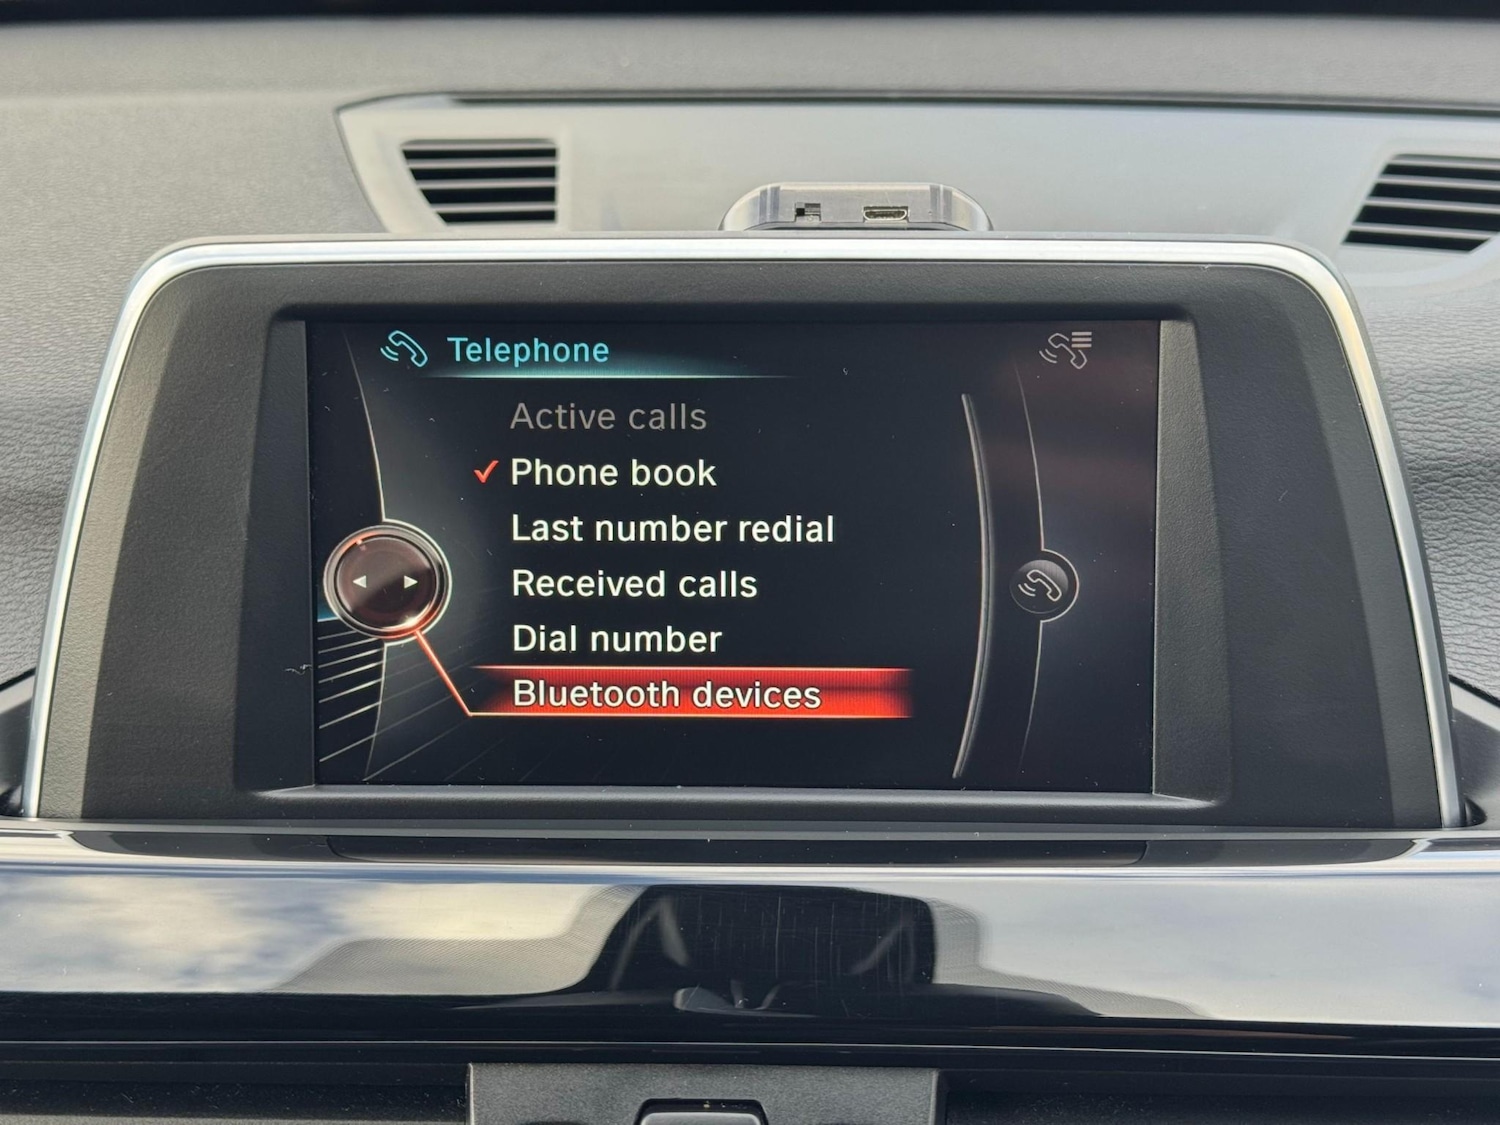 Telephone
Active calls
Phone book
Last number redial
Received calls
Dial number
Bluetooth devices